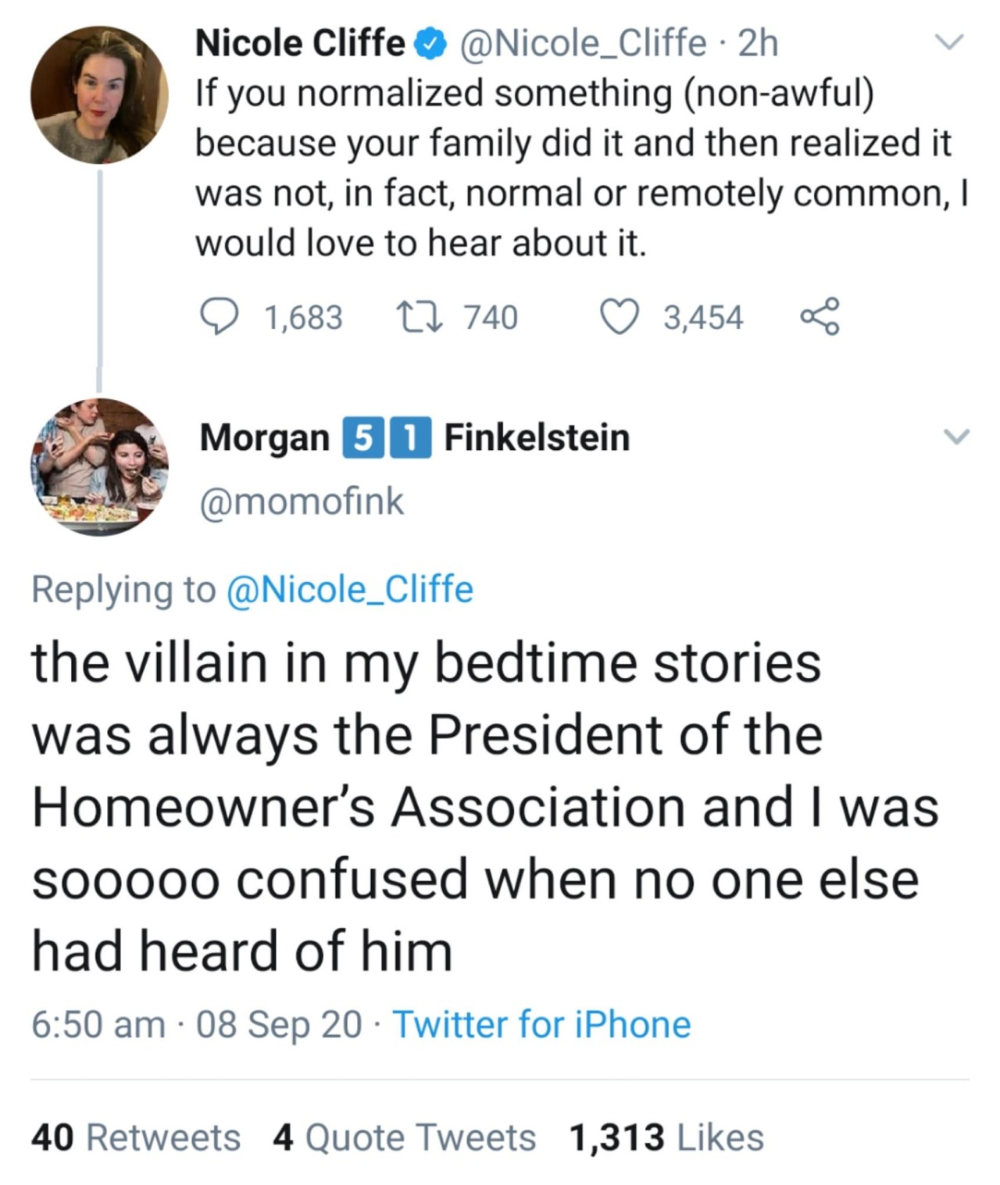 Nicole Cliffe @Nicole_Cliffe · 2h
If you normalized something (non-awful)
because your family did it and then realized it
was not, in fact, normal or remotely common, I
would love to hear about it.
1,683 740 3,454
Morgan 5️⃣1️⃣ Finkelstein
@momofink
Replying to @Nicole_Cliffe
the villain in my bedtime stories
was always the President of the
Homeowner's Association and I was
sooooo confused when no one else
had heard of him
6:50 am · 08 Sep 20 · Twitter for iPhone
40 Retweets 4 Quote Tweets 1,313 Likes